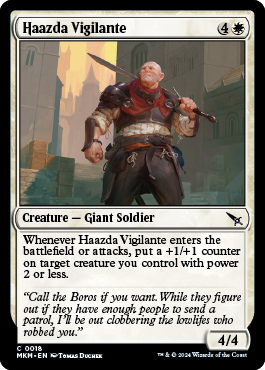 Haazda Vigilante 4
Creature — Giant Soldier
Whenever Haazda Vigilante enters the
battlefield or attacks, put a +1/+1 counter
on target creature you control with power
2 or less.
“Call the Boros if you want. While they figure
out if they have enough people to send a
patrol, I’ll be out clobbering the lowlifes who
robbed you.”
4/4
C 0018
MKM • EN Tomas Duchek
™ & © 2024 Wizards of the Coast